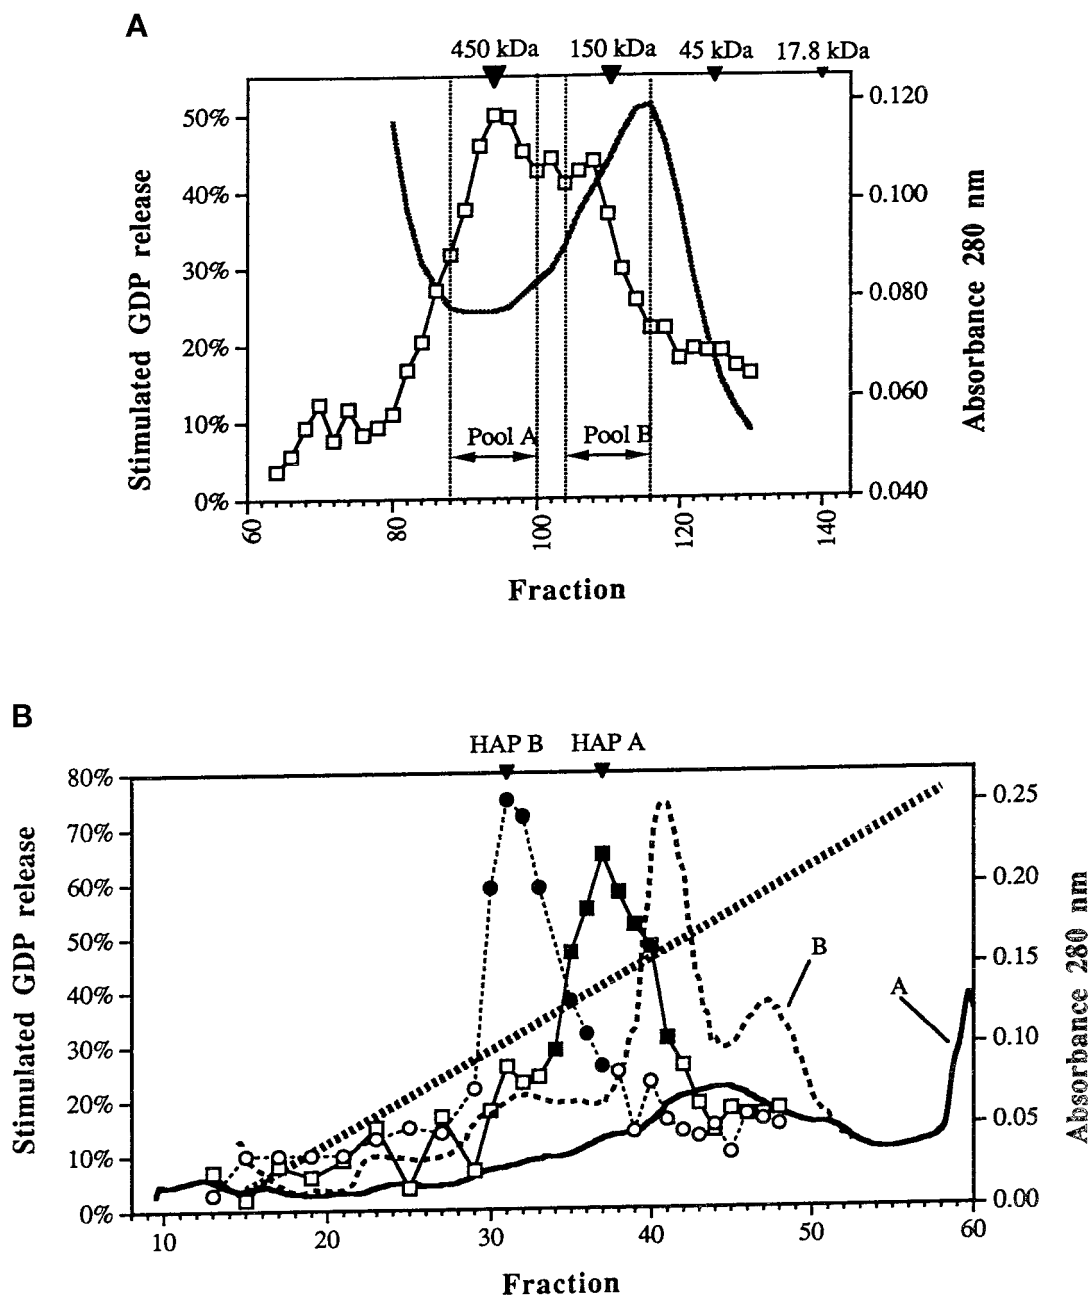 A
450 kDa 150 kDa 45 kDa 17.8 kDa
50%
40%
30%
20%
10%
0%
Stimulated GDP release
0.120
0.100
0.080
0.060
0.040
Absorbance 280 nm
Pool A
Pool B
60 80 100 120 140
Fraction
B
HAP B HAP A
80%
70%
60%
50%
40%
30%
20%
10%
0%
Stimulated GDP release
0.25
0.20
0.15
0.10
0.05
0.00
Absorbance 280 nm
B
A
10 20 30 40 50 60
Fraction